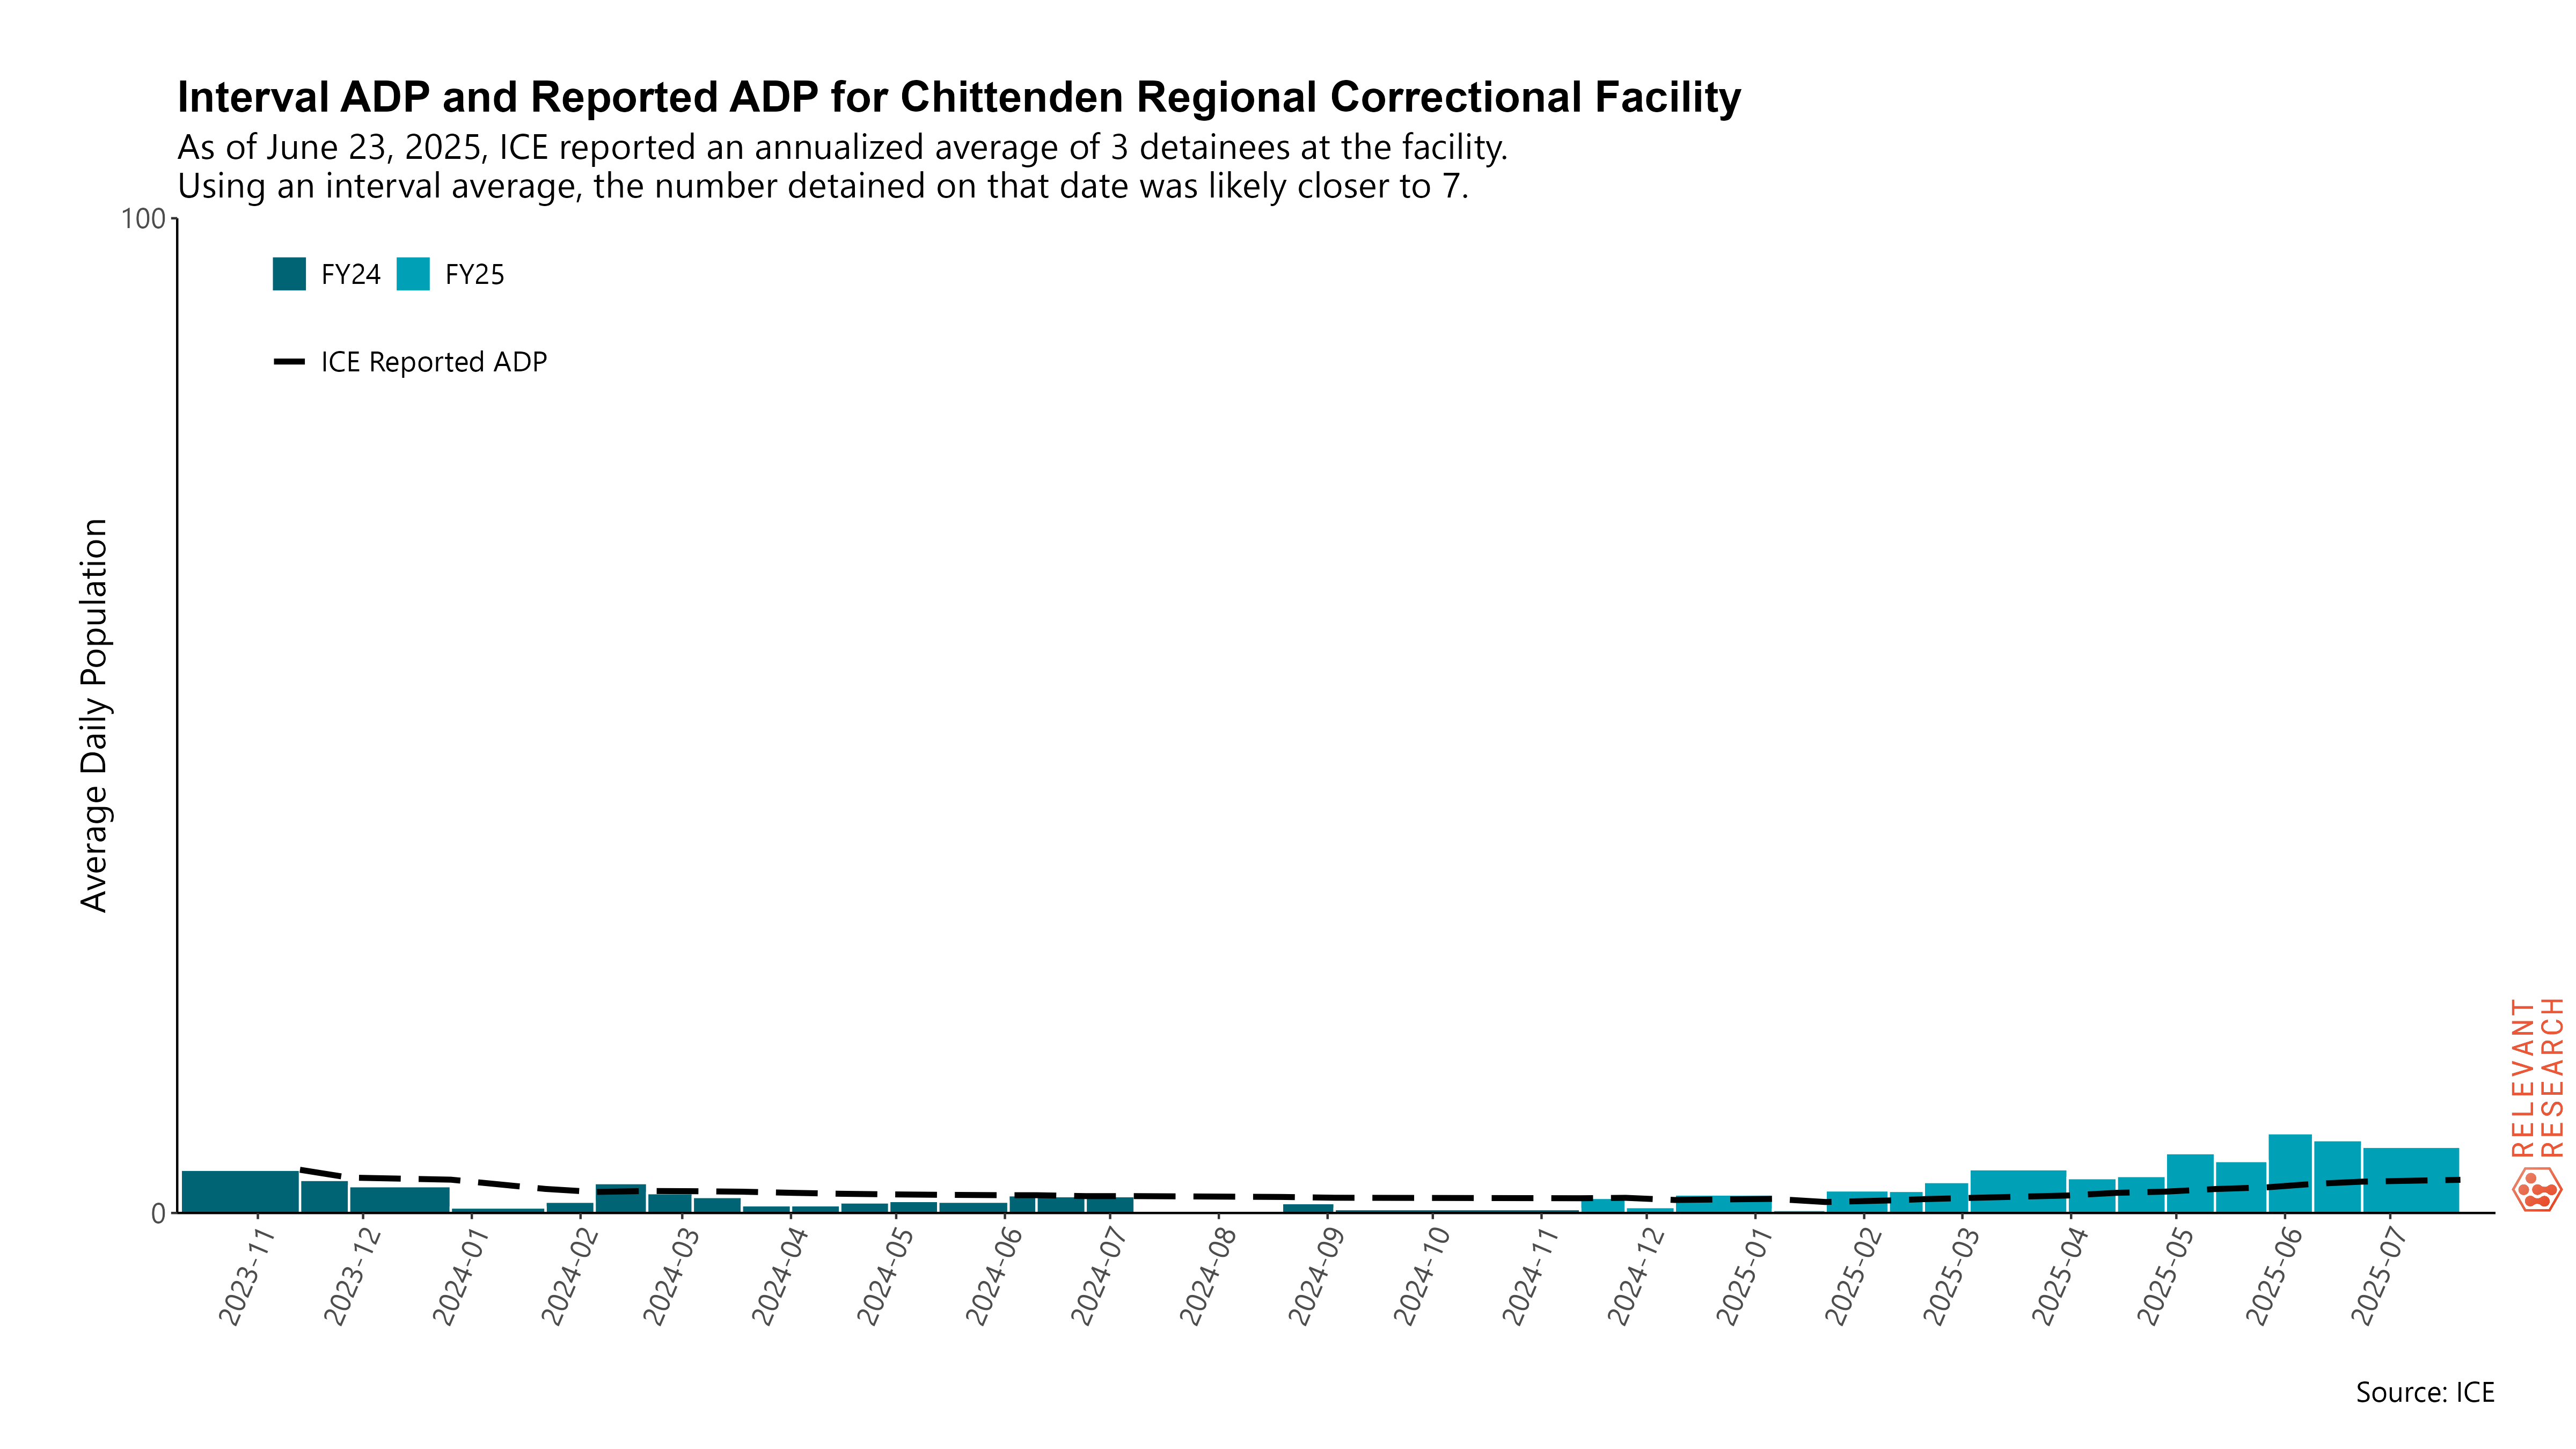 Interval ADP and Reported ADP for Chittenden Regional Correctional Facility
As of June 23, 2025, ICE reported an annualized average of 3 detainees at the facility.
Using an interval average, the number detained on that date was likely closer to 7.
100
FY24 FY25
ICE Reported ADP
Average Daily Population
0
2023-11
2023-12
2024-01
2024-02
2024-03
2024-04
2024-05
2024-06
2024-07
2024-08
2024-09
2024-10
2024-11
2024-12
2025-01
2025-02
2025-03
2025-04
2025-05
2025-06
2025-07
RELEVANT
RESEARCH
Source: ICE